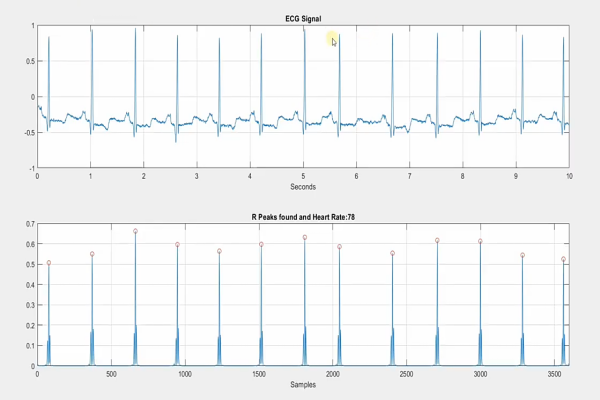 ECG Signal
1
0.5
0
-0.5
-1
0 1 2 3 4 5 6 7 8 9 10
Seconds
R Peaks found and Heart Rate:78
0.7
0.6
0.5
0.4
0.3
0.2
0.1
0
0 500 1000 1500 2000 2500 3000 3500
Samples